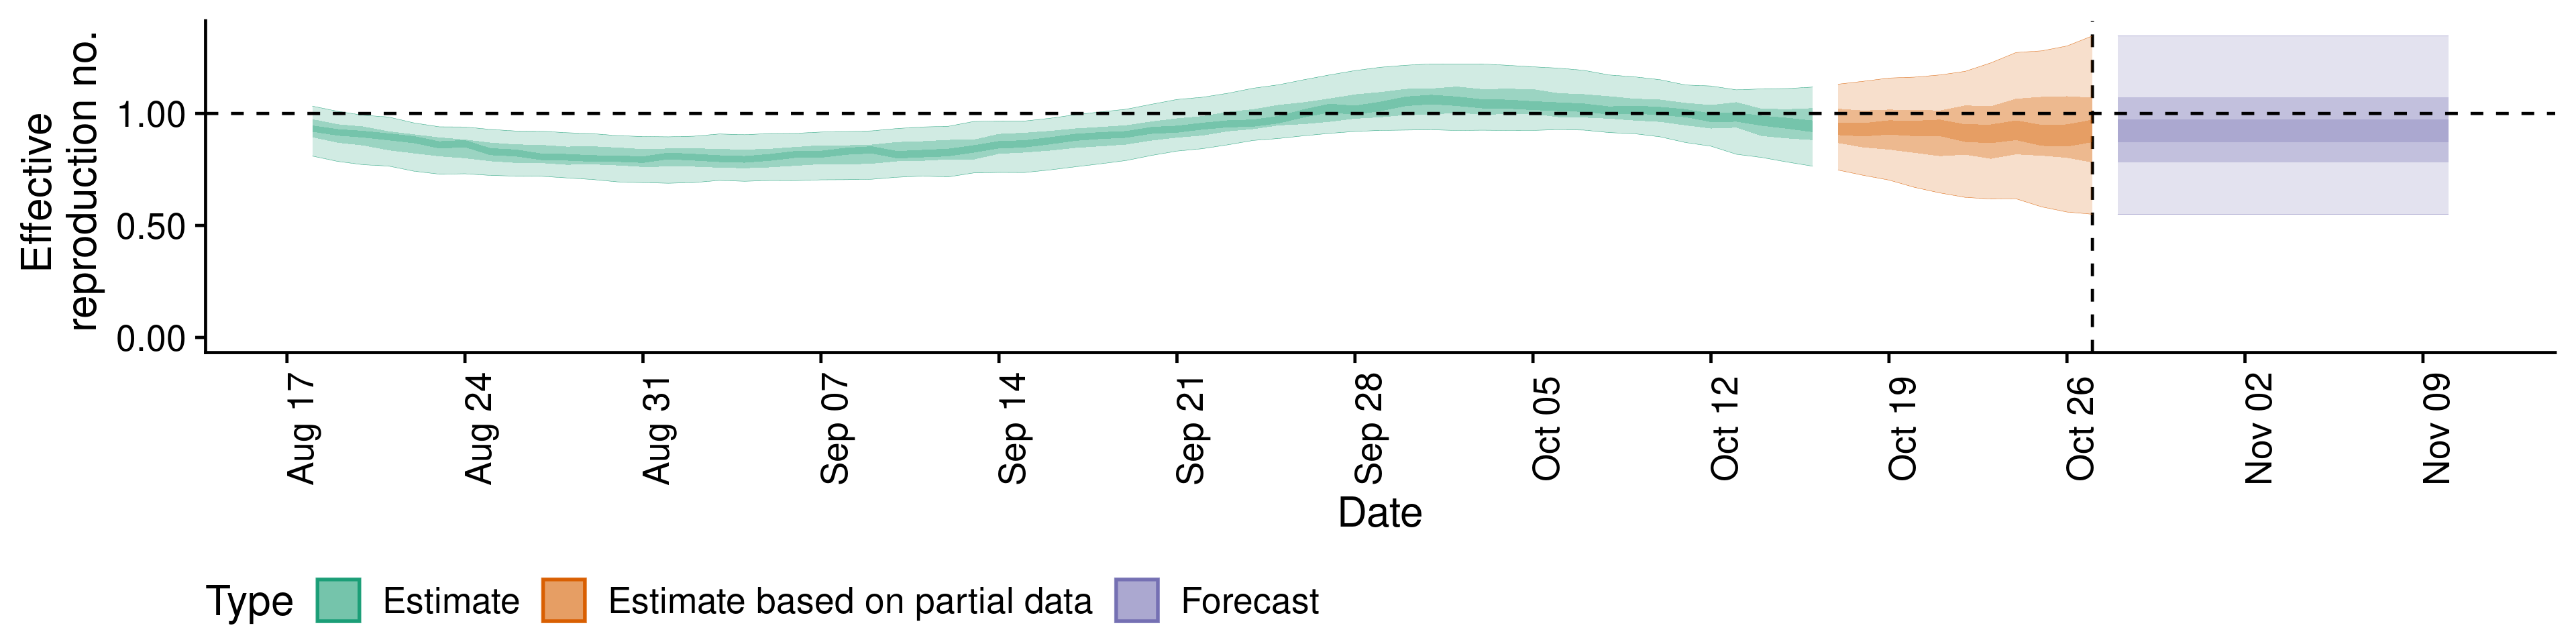 Effective
reproduction no.
1.00
0.50
0.00
Aug 17
Aug 24
Aug 31
Sep 07
Sep 14
Sep 21
Sep 28
Oct 05
Oct 12
Oct 19
Oct 26
Nov 02
Nov 09
Date
Type Estimate Estimate based on partial data Forecast